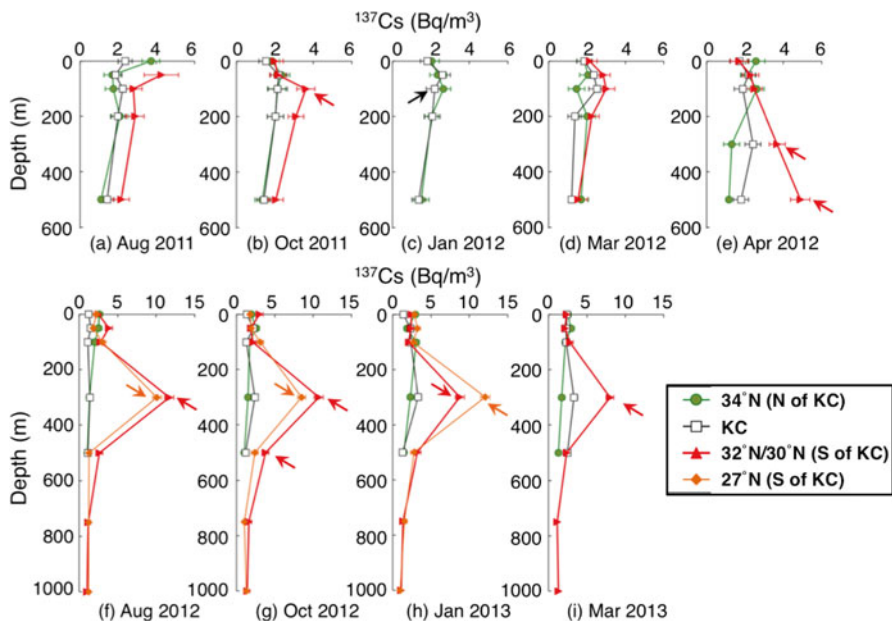 ¹³⁷Cs (Bq/m³)
0 2 4 6 0 2 4 6 0 2 4 6 0 2 4 6 0 2 4 6
Depth (m)
0
200
400
600
(a) Aug 2011 (b) Oct 2011 (c) Jan 2012 (d) Mar 2012 (e) Apr 2012
¹³⁷Cs (Bq/m³)
0 5 10 15 0 5 10 15 0 5 10 15 0 5 10 15
Depth (m)
0
200
400
600
800
1000
(f) Aug 2012 (g) Oct 2012 (h) Jan 2013 (i) Mar 2013
34°N (N of KC)
KC
32°N/30°N (S of KC)
27°N (S of KC)